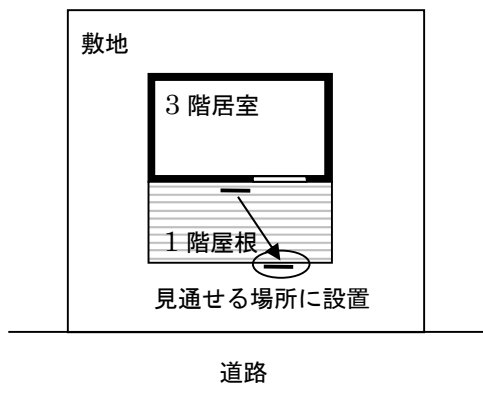 敷地
3 階居室
1 階屋根
見通せる場所に設置
道路